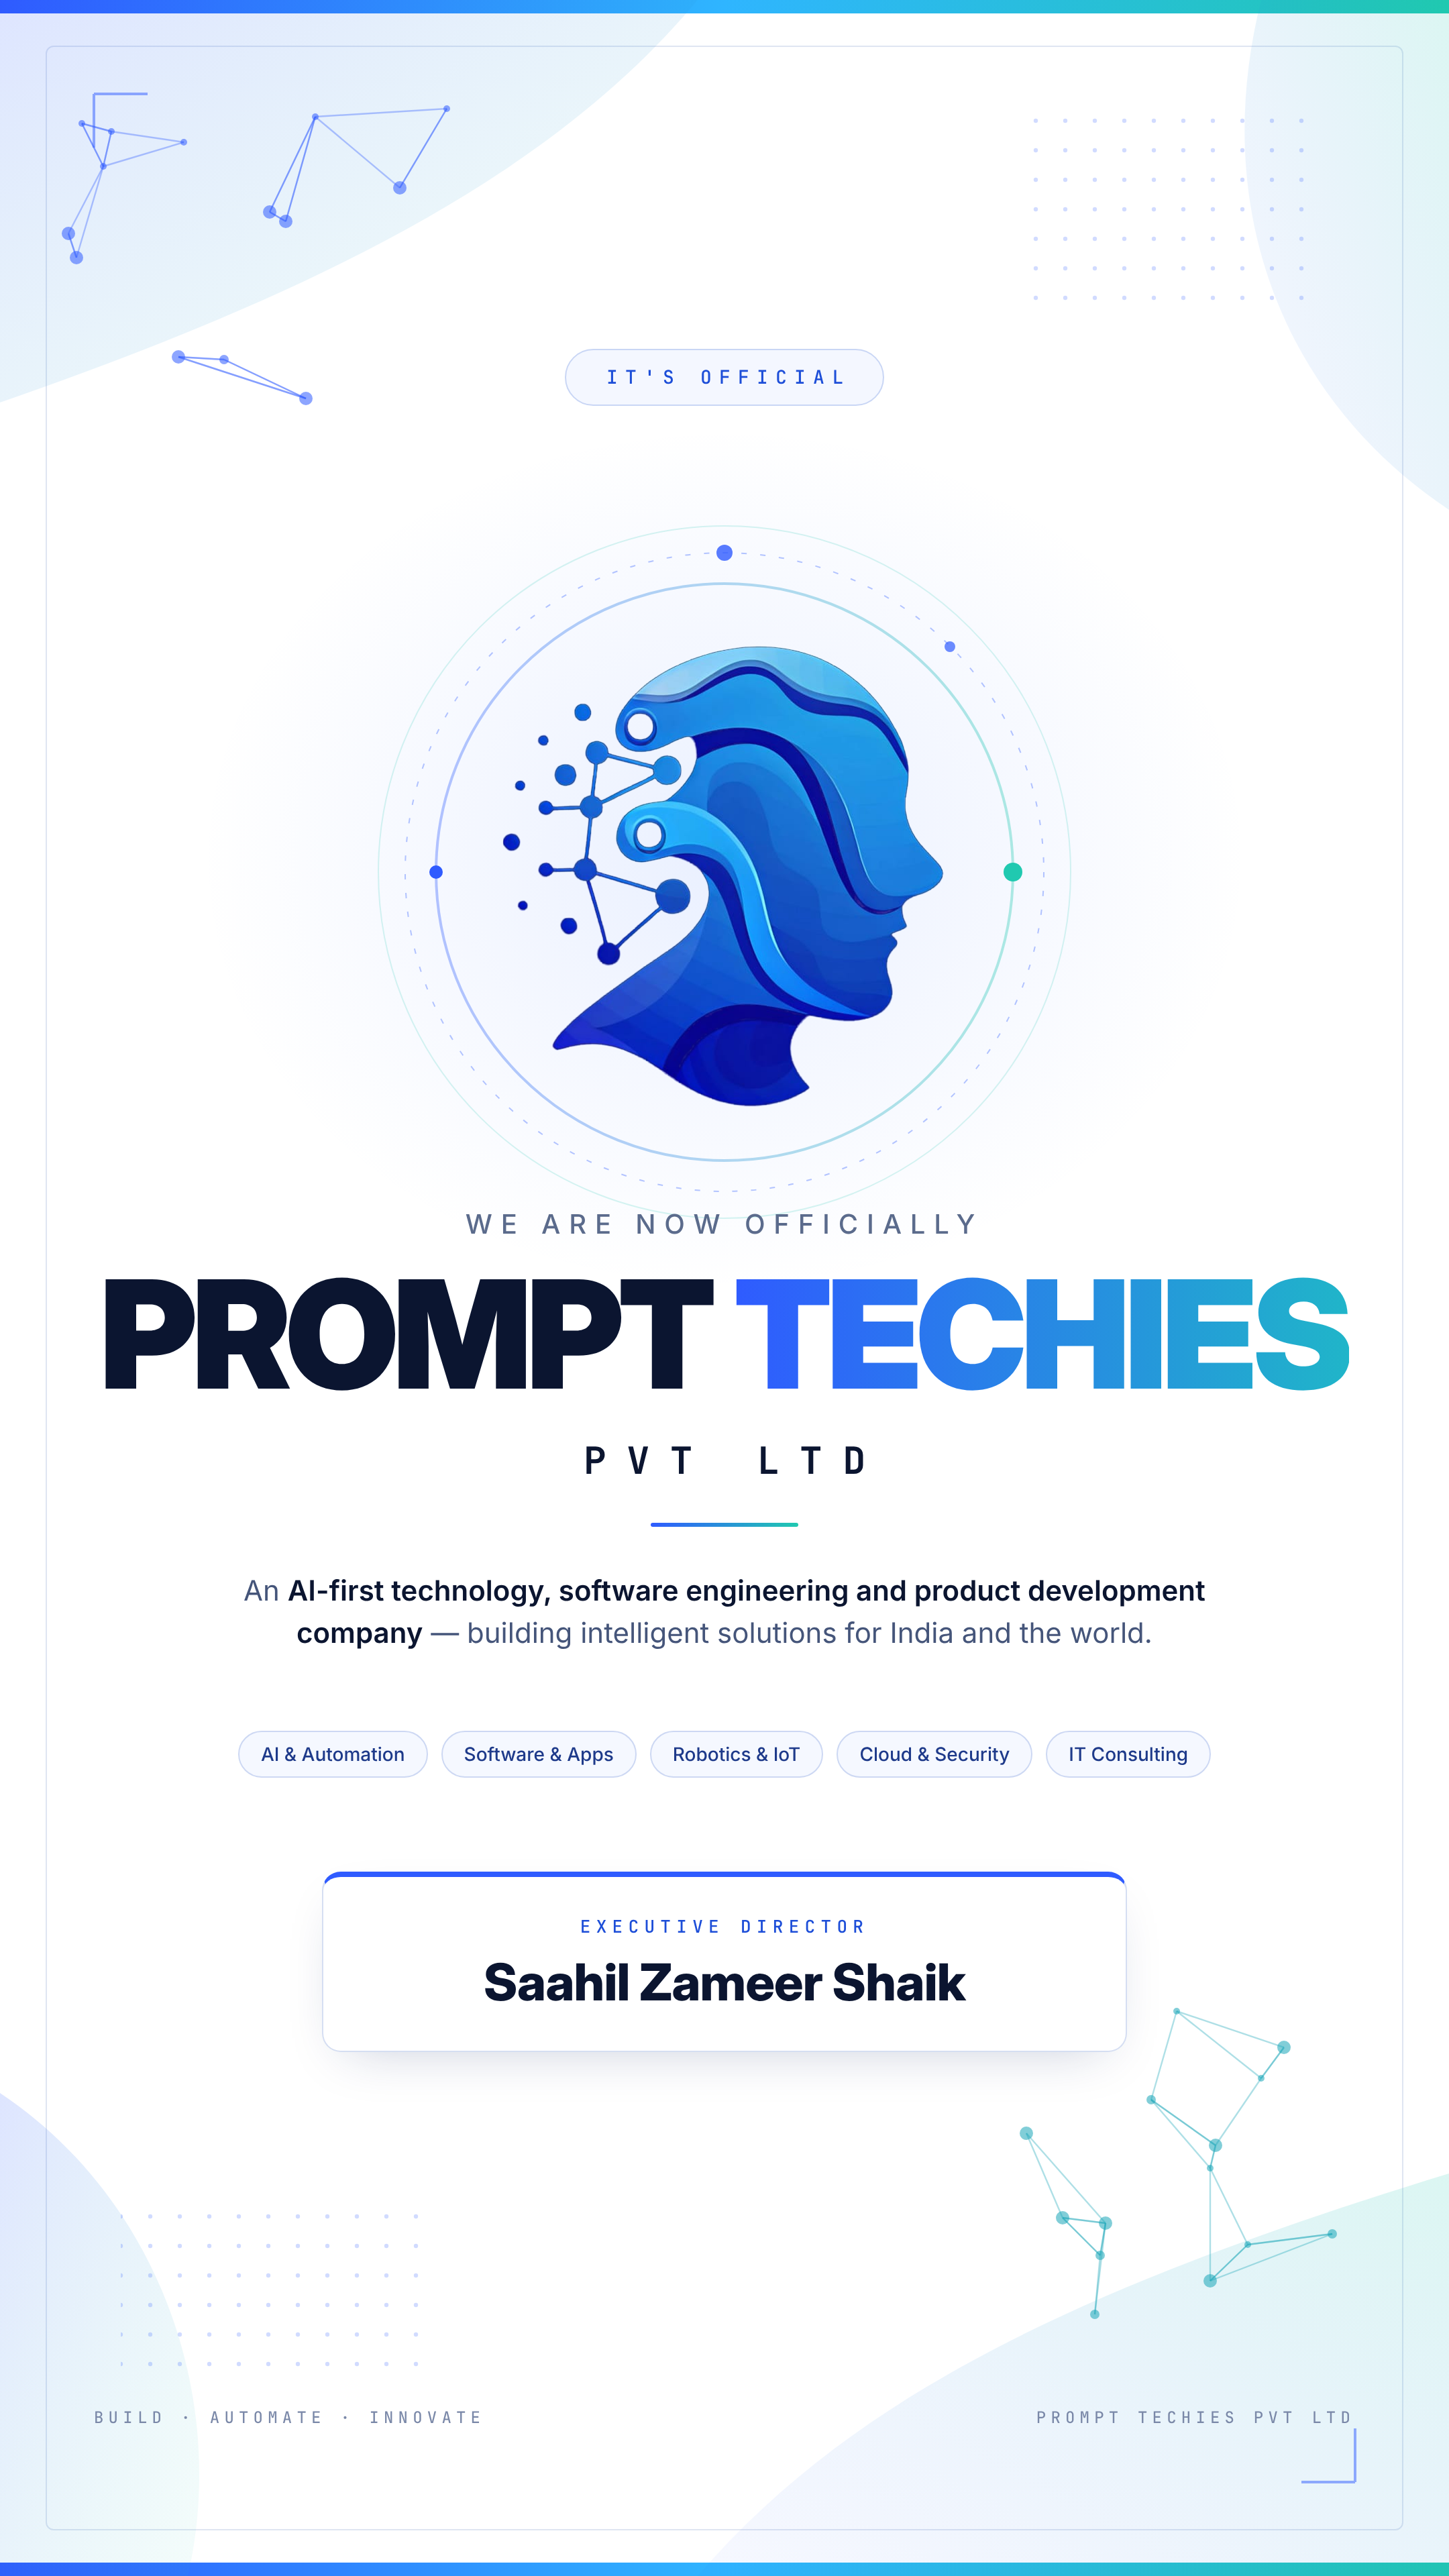 IT'S OFFICIAL
WE ARE NOW OFFICIALLY
PROMPT TECHIES
PVT LTD
An AI-first technology, software engineering and product development
company — building intelligent solutions for India and the world.
AI & Automation
Software & Apps
Robotics & IoT
Cloud & Security
IT Consulting
EXECUTIVE DIRECTOR
Saahil Zameer Shaik
BUILD · AUTOMATE · INNOVATE
PROMPT TECHIES PVT LTD